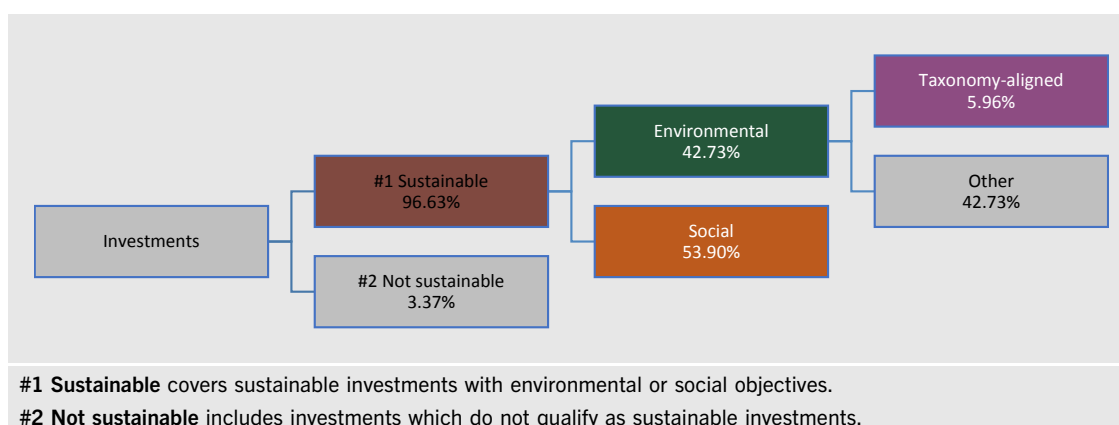 Investments
#1 Sustainable
96.63%
#2 Not sustainable
3.37%
Environmental
42.73%
Social
53.90%
Taxonomy-aligned
5.96%
Other
42.73%
#1 Sustainable covers sustainable investments with environmental or social objectives.
#2 Not sustainable includes investments which do not qualify as sustainable investments.